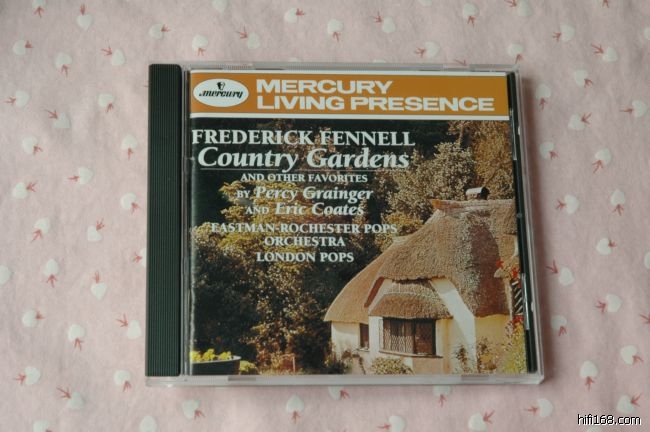 mercury
MERCURY
LIVING PRESENCE
FREDERICK FENNELL
Country Gardens
AND OTHER FAVORITES
BY Percy Grainger
AND Eric Coates
EASTMAN-ROCHESTER POPS
ORCHESTRA
LONDON POPS
hifi168.com